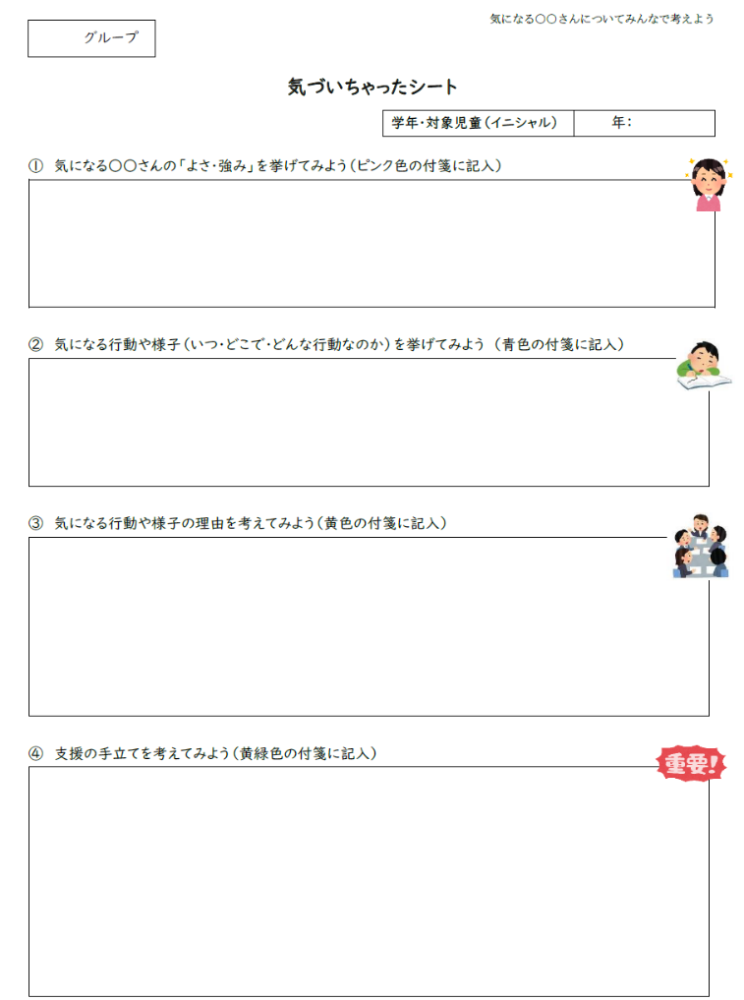 気になる〇〇さんについてみんなで考えよう
グループ
気づいちゃったシート
学年・対象児童(イニシャル) 年:
① 気になる〇〇さんの「よさ・強み」を挙げてみよう(ピンク色の付箋に記入)
② 気になる行動や様子(いつ・どこで・どんな行動なのか)を挙げてみよう (青色の付箋に記入)
③ 気になる行動や様子の理由を考えてみよう(黄色の付箋に記入)
④ 支援の手立てを考えてみよう(黄緑色の付箋に記入)
重要!